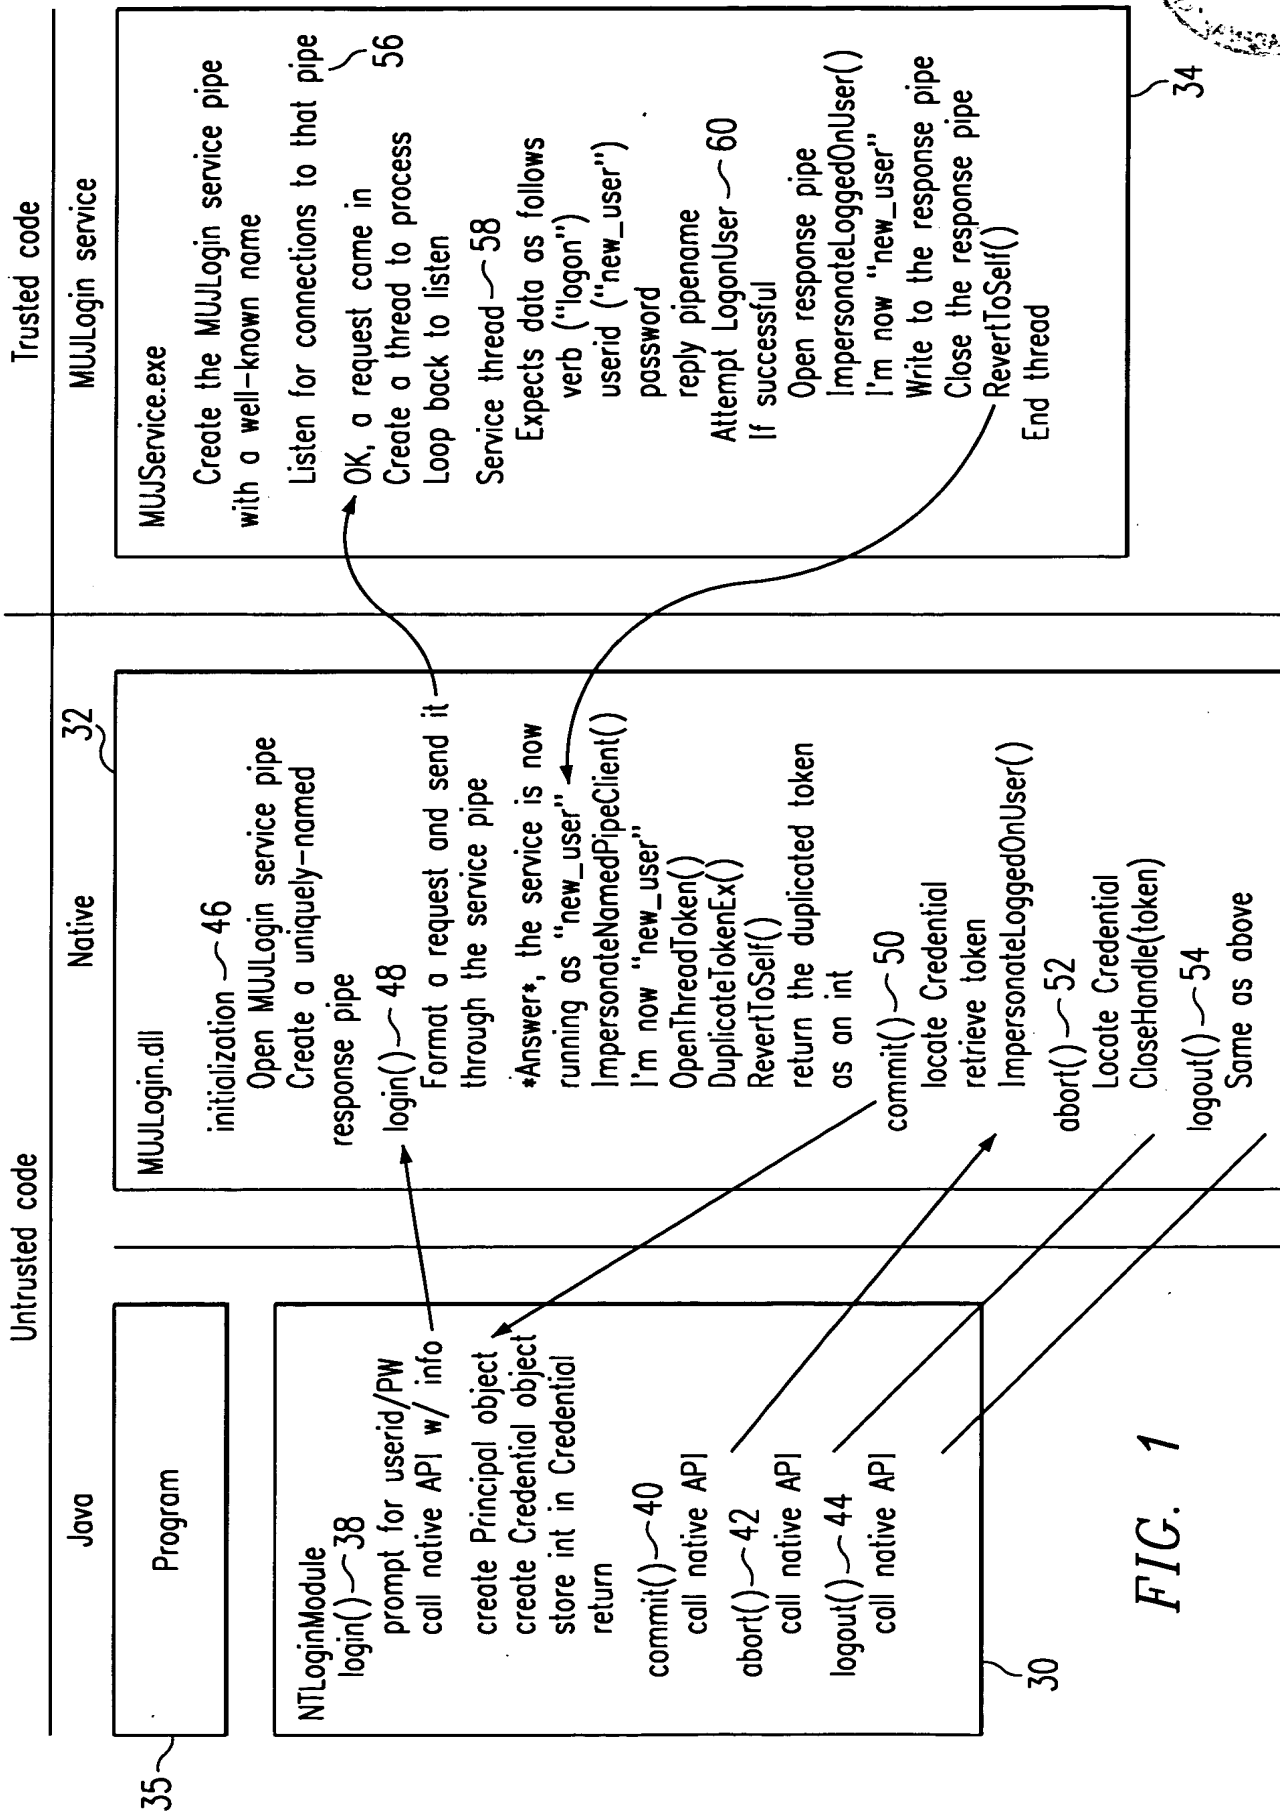 Untrusted code
Trusted code
Java
Native
MUJLogin service
35
Program
NTLoginModule
login() 38
prompt for userid/PW
call native API w/ info
create Principal object
create Credential object
store int in Credential
return
commit() 40
call native API
abort() 42
call native API
logout() 44
call native API
30
32
MUJLogin.dll
initialization 46
Open MUJLogin service pipe
Create a uniquely-named
response pipe
login() 48
Format a request and send it
through the service pipe
*Answer*, the service is now
running as "new_user"
ImpersonateNamedPipeClient()
I'm now "new_user"
OpenThreadToken()
DuplicateTokenEx()
RevertToSelf()
return the duplicated token
as an int
commit() 50
locate Credential
retrieve token
ImpersonateLoggedOnUser()
abort() 52
Locate Credential
CloseHandle(token)
logout() 54
Same as above
MUJService.exe
Create the MUJLogin service pipe
with a well-known name
Listen for connections to that pipe
56
OK, a request came in
Create a thread to process
Loop back to listen
Service thread 58
Expects data as follows
verb ("logon")
userid ("new_user")
password
reply pipename
Attempt LogonUser 60
If successful
Open response pipe
ImpersonateLoggedOnUser()
I'm now "new_user"
Write to the response pipe
Close the response pipe
RevertToSelf()
End thread
34
FIG. 1